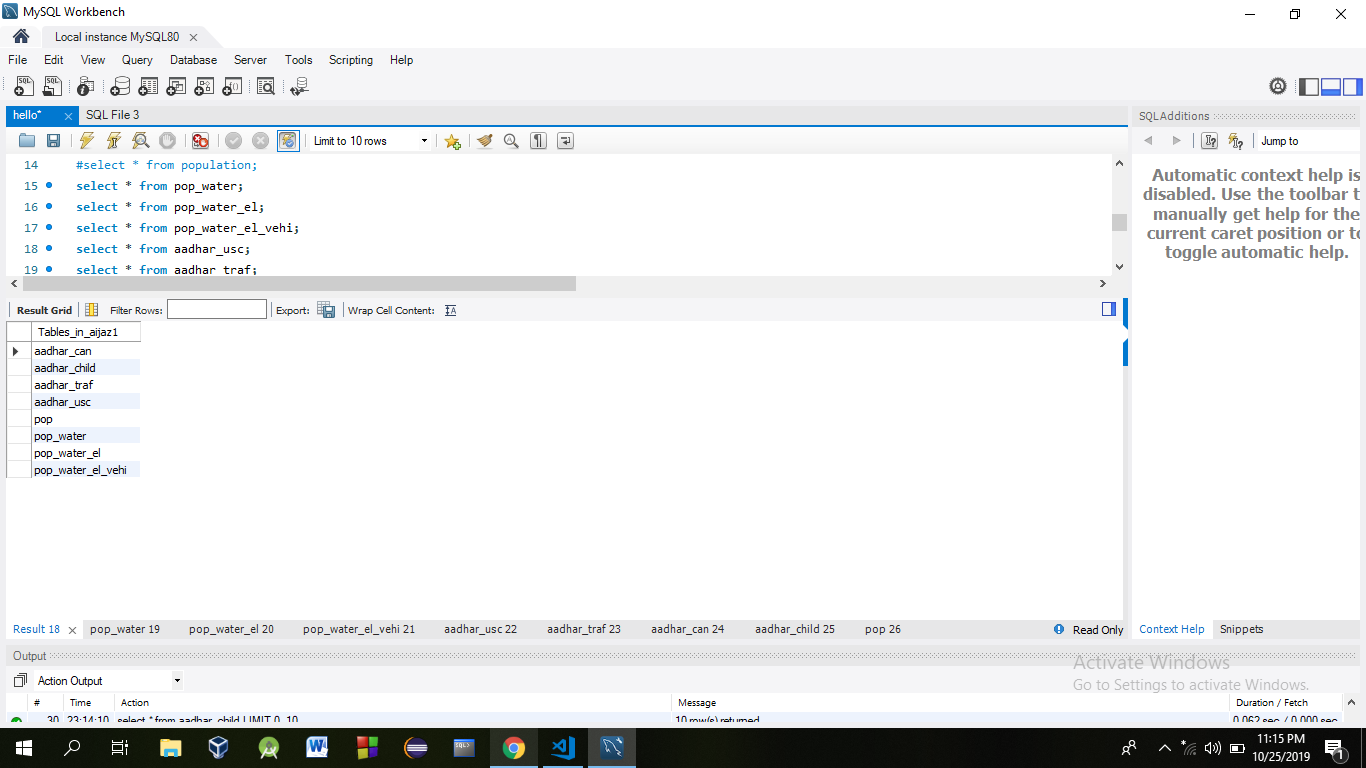 MySQL Workbench
Local instance MySQL80
File Edit View Query Database Server Tools Scripting Help
hello* SQL File 3
Limit to 10 rows
14 #select * from population;
15 select * from pop_water;
16 select * from pop_water_el;
17 select * from pop_water_el_vehi;
18 select * from aadhar_usc;
19 select * from aadhar_traf;
SQLAdditions
Jump to
Automatic context help is
disabled. Use the toolbar t
manually get help for the
current caret position or to
toggle automatic help.
Result Grid Filter Rows: Export: Wrap Cell Content:
Tables_in_aijaz1
aadhar_can
aadhar_child
aadhar_traf
aadhar_usc
pop
pop_water
pop_water_el
pop_water_el_vehi
Result 18 pop_water 19 pop_water_el 20 pop_water_el_vehi 21 aadhar_usc 22 aadhar_traf 23 aadhar_can 24 aadhar_child 25 pop 26 Read Only
Context Help Snippets
Output
Action Output
# Time Action Message Duration / Fetch
30 23:14:10 select * from aadhar_child LIMIT 0, 10 10 row(s) returned 0.062 sec / 0.000 sec
Activate Windows
Go to Settings to activate Windows.
11:15 PM
10/25/2019
1